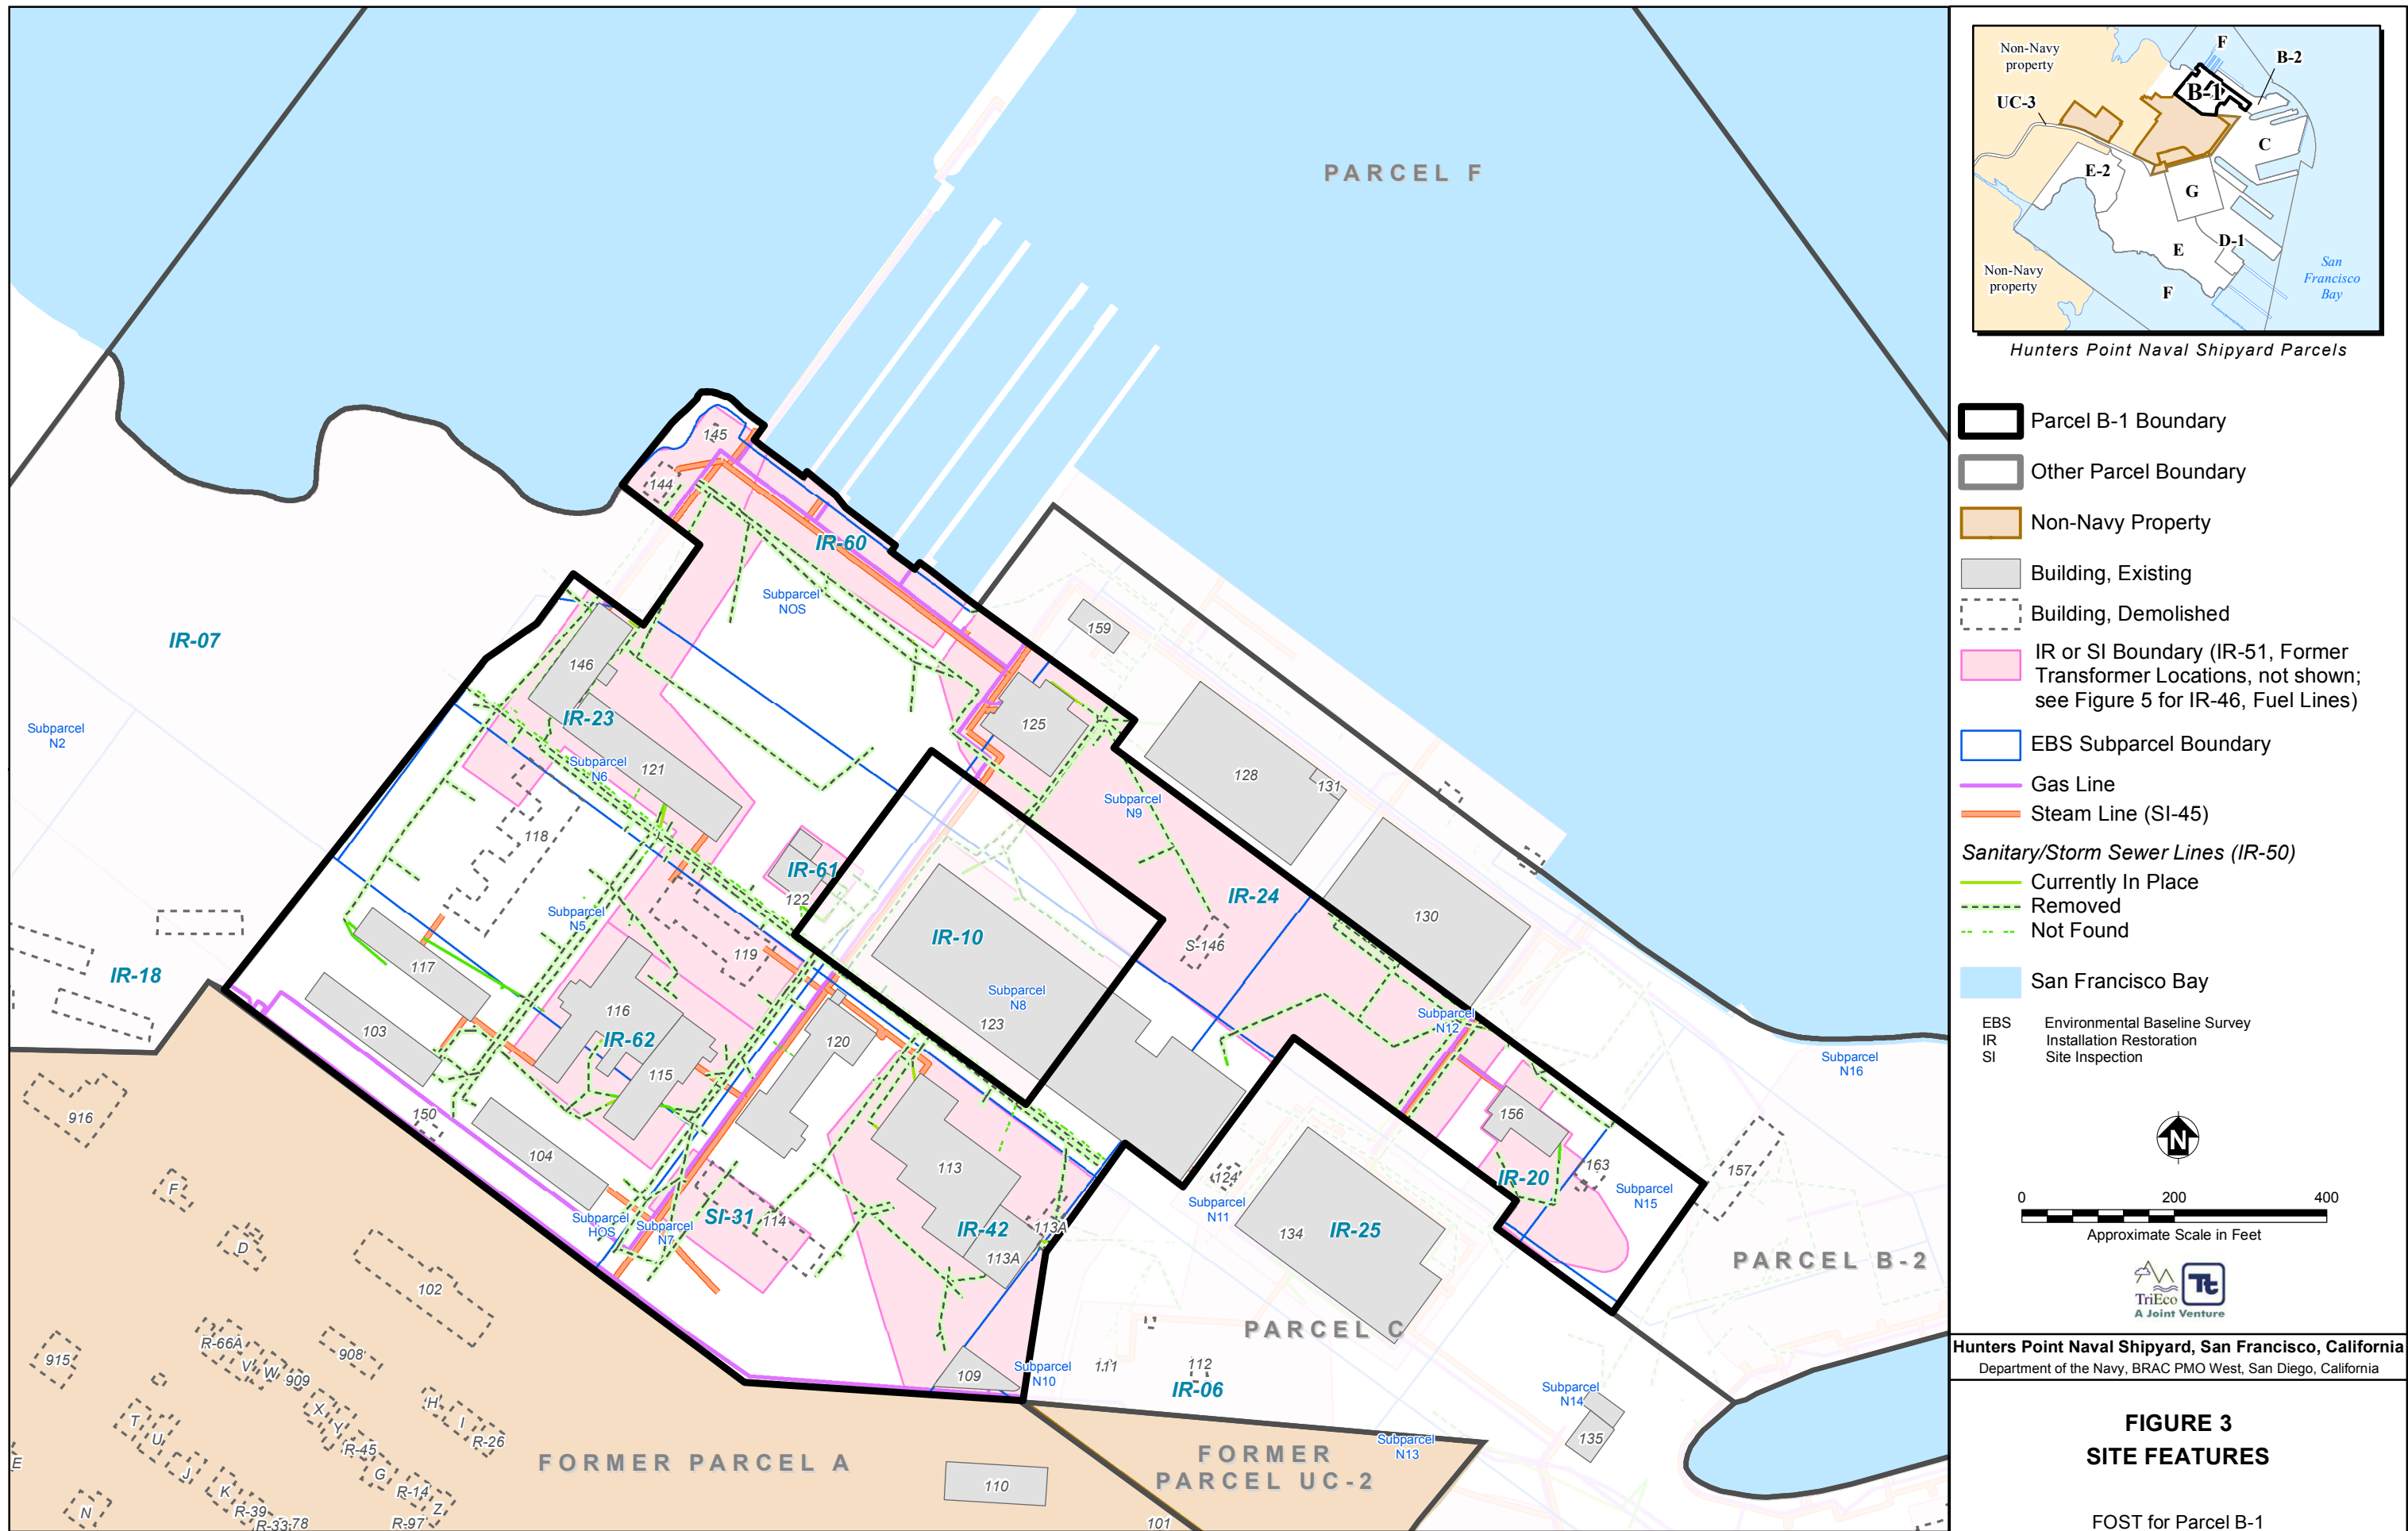 PARCEL F
145
144
IR-60
Subparcel
NOS
IR-07
146
IR-23
Subparcel
N2
Subparcel
N6
121
118
159
125
128
131
Subparcel
N9
IR-61
122
Subparcel
N5
119
IR-24
130
IR-10
S-146
IR-18
117
Subparcel
N8
123
116
103
IR-62
120
115
Subparcel
N12
Subparcel
N16
916
150
104
156
113
163
157
124
IR-20
Subparcel
N15
F
Subparcel
HOS
Subparcel
N7
SI-31
114
IR-42
113A
113A
Subparcel
N11
134
IR-25
D
PARCEL B-2
102
PARCEL C
R-66A
V
W
909
908
915
109
Subparcel
N10
111
112
IR-06
Subparcel
N14
H
I
R-26
X
Y
R-45
T
U
135
FORMER PARCEL A
FORMER
PARCEL UC-2
Subparcel
N13
E
J
G
K
R-14
Z
110
N
R-39
R-33
78
R-97
101
Non-Navy
property
F
B-2
B-1
UC-3
C
E-2
G
D-1
E
Non-Navy
property
F
San
Francisco
Bay
Hunters Point Naval Shipyard Parcels
Parcel B-1 Boundary
Other Parcel Boundary
Non-Navy Property
Building, Existing
Building, Demolished
IR or SI Boundary (IR-51, Former
Transformer Locations, not shown;
see Figure 5 for IR-46, Fuel Lines)
EBS Subparcel Boundary
Gas Line
Steam Line (SI-45)
Sanitary/Storm Sewer Lines (IR-50)
Currently In Place
Removed
Not Found
San Francisco Bay
EBS Environmental Baseline Survey
IR Installation Restoration
SI Site Inspection
N
0 200 400
Approximate Scale in Feet
TriEco Tt
A Joint Venture
Hunters Point Naval Shipyard, San Francisco, California
Department of the Navy, BRAC PMO West, San Diego, California
FIGURE 3
SITE FEATURES
FOST for Parcel B-1